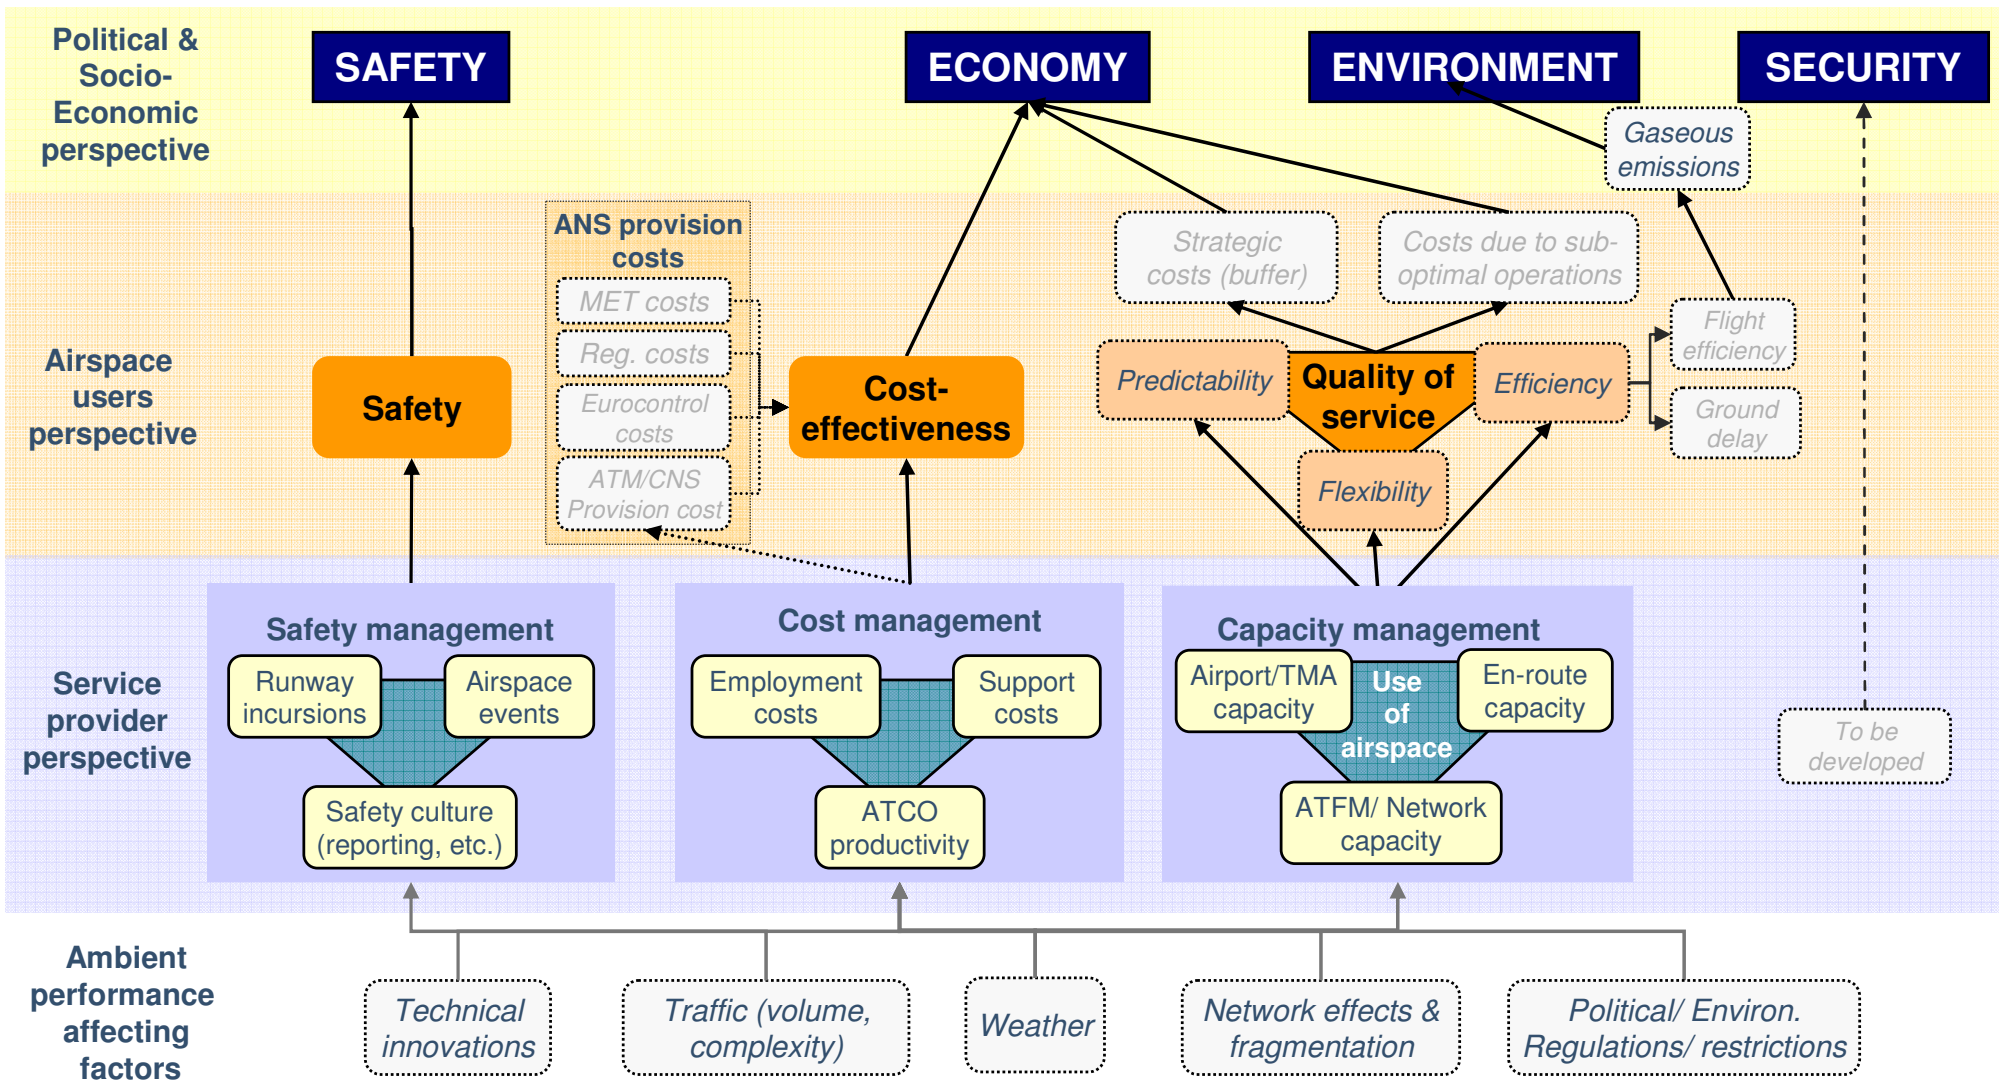 Political &
Socio-
Economic
perspective
SAFETY
ECONOMY
ENVIRONMENT
SECURITY
Gaseous
emissions
Airspace
users
perspective
ANS provision
costs
MET costs
Reg. costs
Eurocontrol
costs
ATM/CNS
Provision cost
Safety
Cost-
effectiveness
Strategic
costs (buffer)
Costs due to sub-
optimal operations
Predictability
Quality of
service
Efficiency
Flexibility
Flight
efficiency
Ground
delay
Service
provider
perspective
Safety management
Runway
incursions
Airspace
events
Safety culture
(reporting, etc.)
Cost management
Employment
costs
Support
costs
ATCO
productivity
Capacity management
Airport/TMA
capacity
Use
of
airspace
En-route
capacity
ATFM/ Network
capacity
To be
developed
Ambient
performance
affecting
factors
Technical
innovations
Traffic (volume,
complexity)
Weather
Network effects &
fragmentation
Political/ Environ.
Regulations/ restrictions